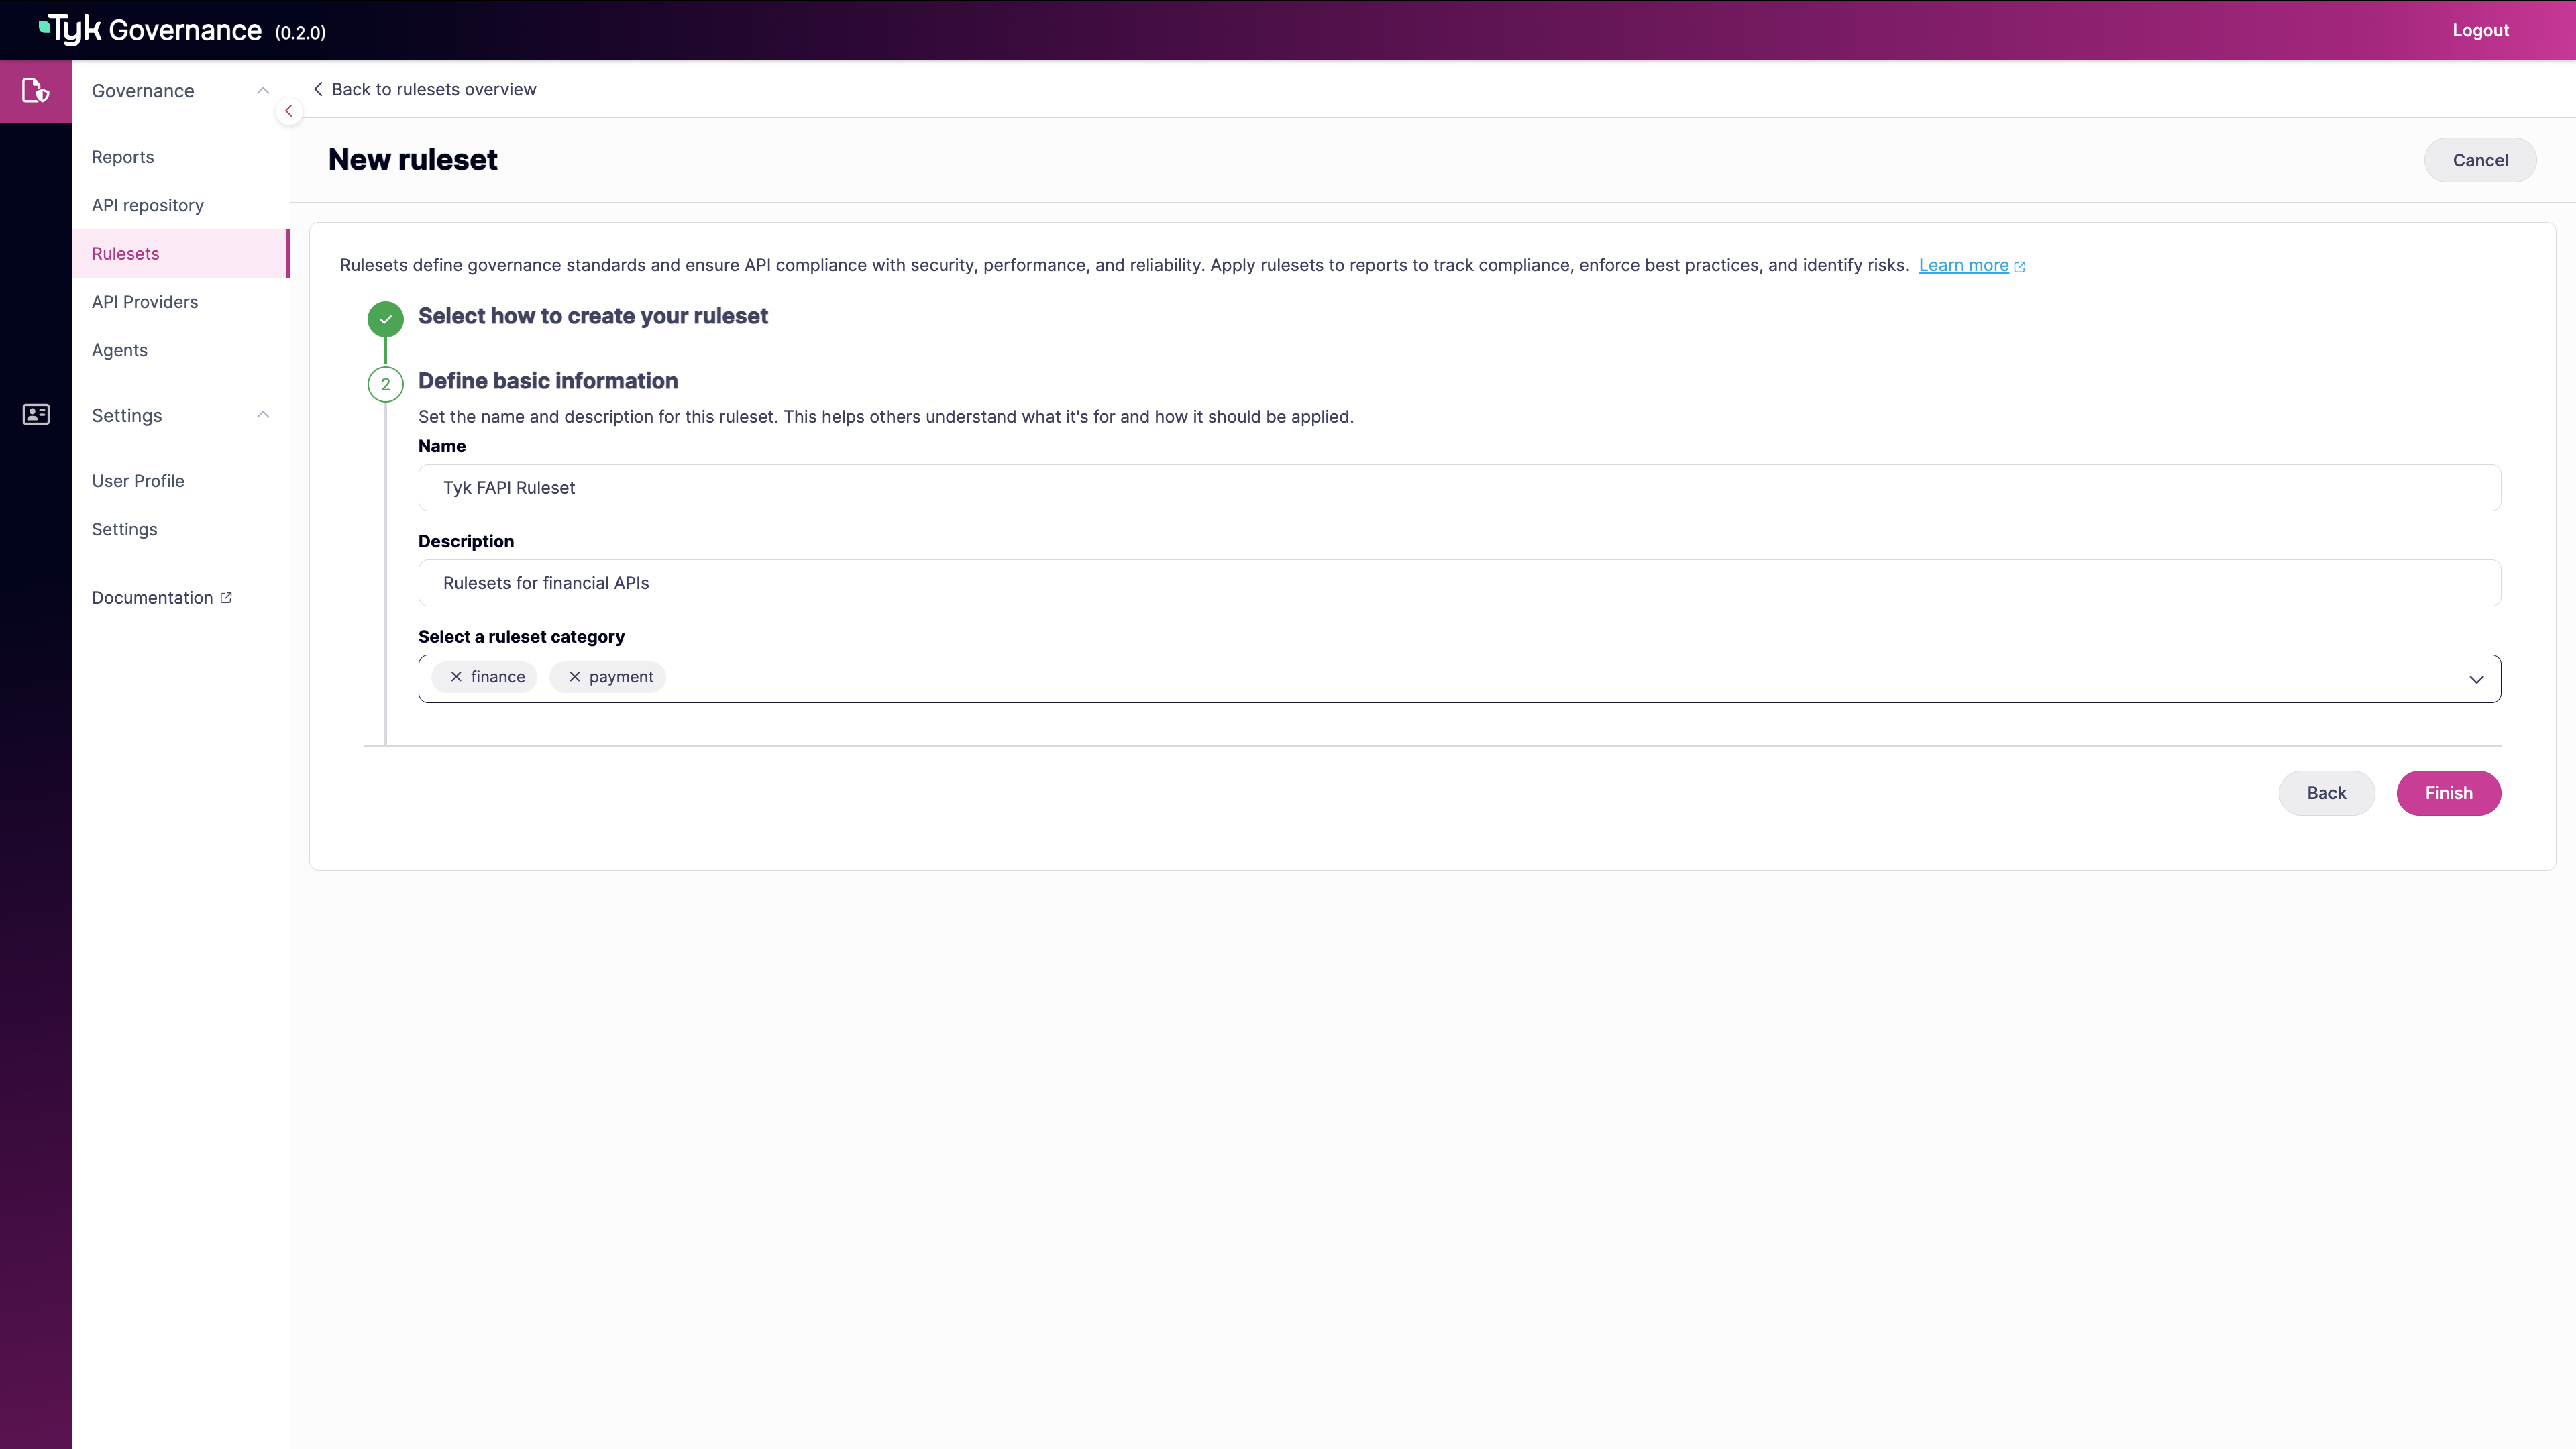 Tyk Governance (0.2.0)
Logout
Governance
Back to rulesets overview
New ruleset
Cancel
Reports
API repository
Rulesets
API Providers
Agents
Settings
User Profile
Settings
Documentation
Rulesets define governance standards and ensure API compliance with security, performance, and reliability. Apply rulesets to reports to track compliance, enforce best practices, and identify risks. Learn more
Select how to create your ruleset
2 Define basic information
Set the name and description for this ruleset. This helps others understand what it's for and how it should be applied.
Name
Tyk FAPI Ruleset
Description
Rulesets for financial APIs
Select a ruleset category
finance payment
Back Finish